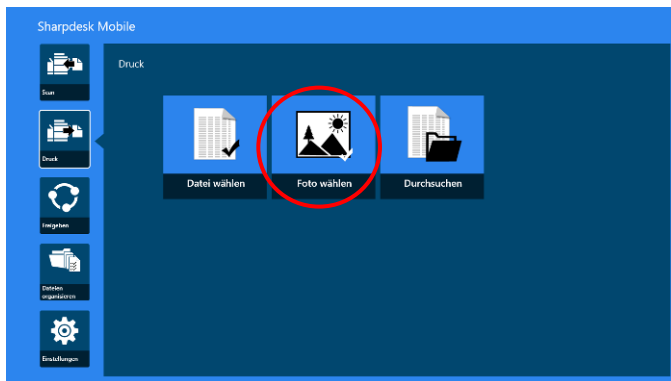 Sharpdesk Mobile
Scan
Druck
Druck
Datei wählen
Foto wählen
Durchsuchen
Freigeben
Dateien
organisieren
Einstellungen